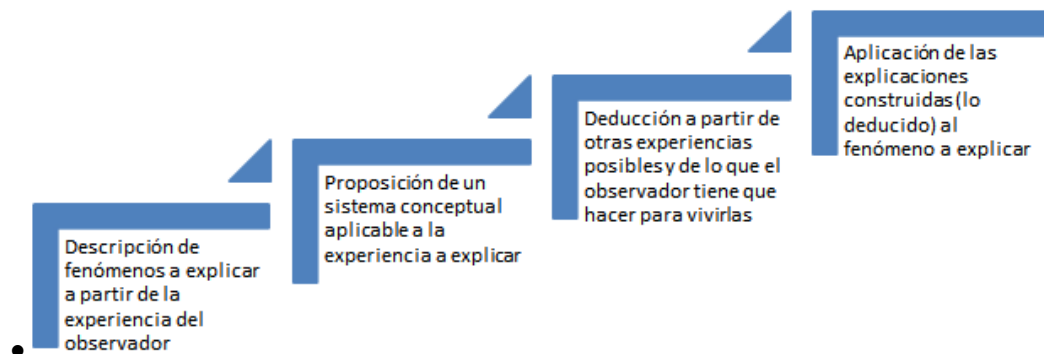 Descripción de
fenómenos a explicar
a partir de la
experiencia del
observador
Proposición de un
sistema conceptual
aplicable a la
experiencia a explicar
Deducción a partir de
otras experiencias
posibles y de lo que el
observador tiene que
hacer para vivirlas
Aplicación de las
explicaciones
construidas (lo
deducido) al
fenómeno a explicar